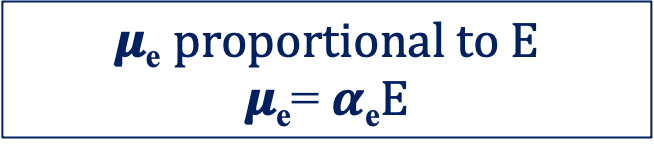 μₑ proportional to E
μₑ= αₑE